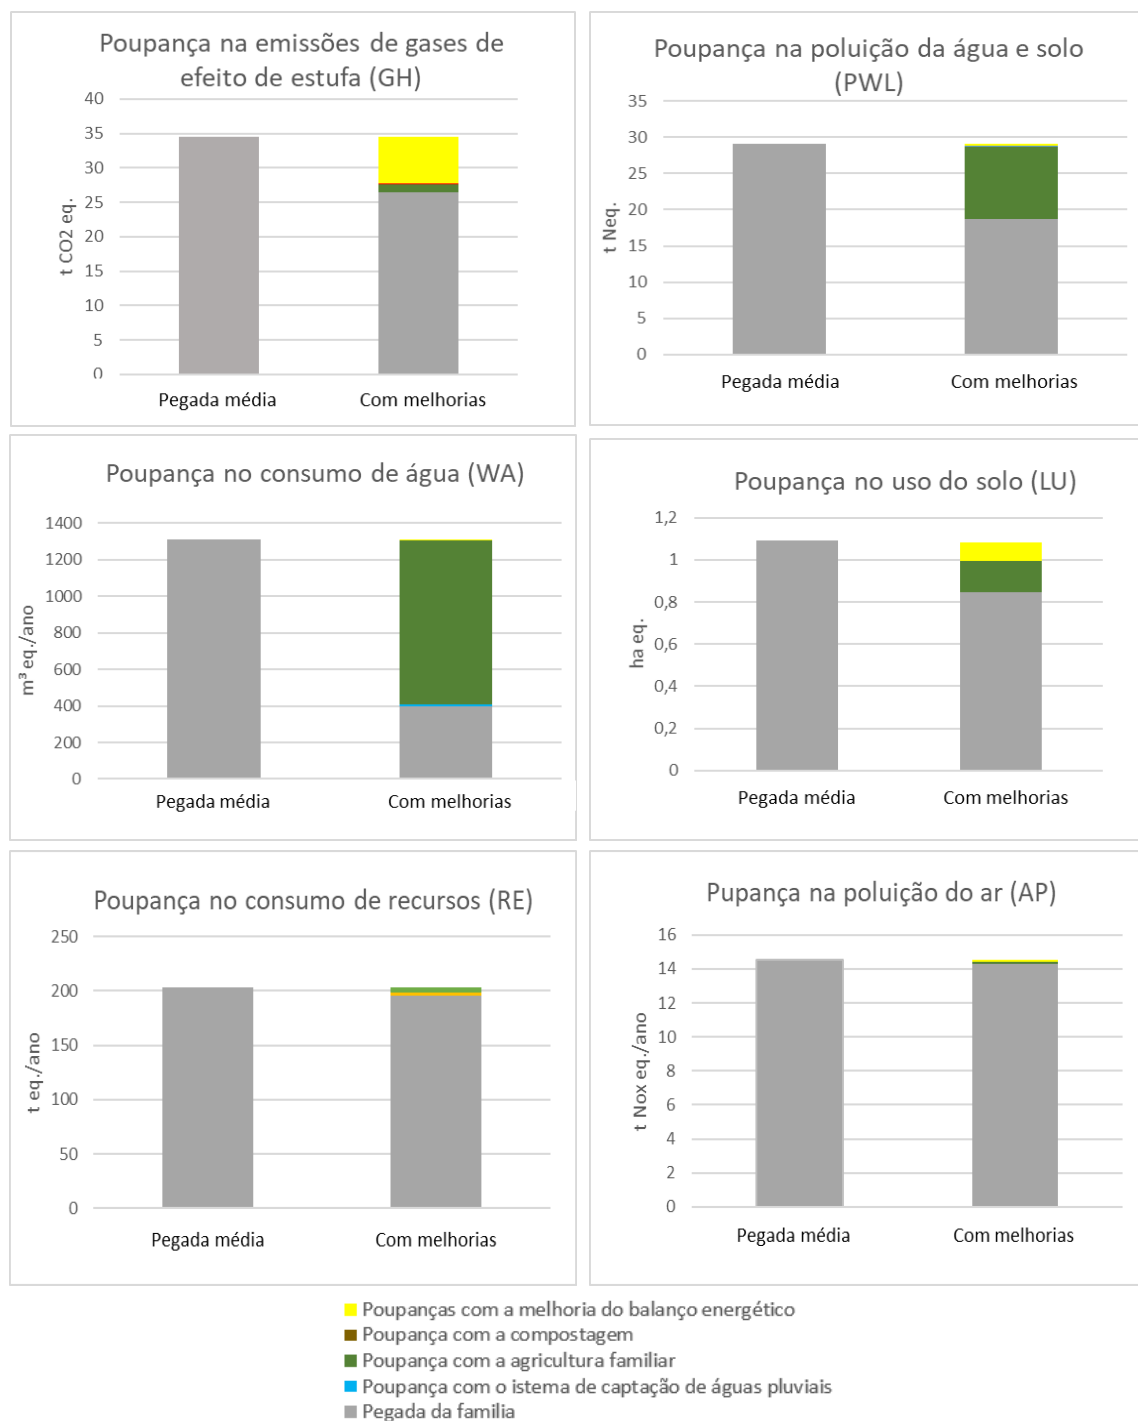 Poupança na emissões de gases de
efeito de estufa (GH)
40
35
30
25
20
15
10
5
0
t CO2 eq.
Pegada média
Com melhorias
Poupança na poluição da água e solo
(PWL)
35
30
25
20
15
10
5
0
t Neq.
Pegada média
Com melhorias
Poupança no consumo de água (WA)
1400
1200
1000
800
600
400
200
0
m³ eq./ano
Pegada média
Com melhorias
Poupança no uso do solo (LU)
1,2
1
0,8
0,6
0,4
0,2
0
ha eq.
Pegada média
Com melhorias
Poupança no consumo de recursos (RE)
250
200
150
100
50
0
t eq./ano
Pegada média
Com melhorias
Pupança na poluição do ar (AP)
16
14
12
10
8
6
4
2
0
t Nox eq./ano
Pegada média
Com melhorias
Poupanças com a melhoria do balanço energético
Poupança com a compostagem
Poupança com a agricultura familiar
Poupança com o istema de captação de águas pluviais
Pegada da familia